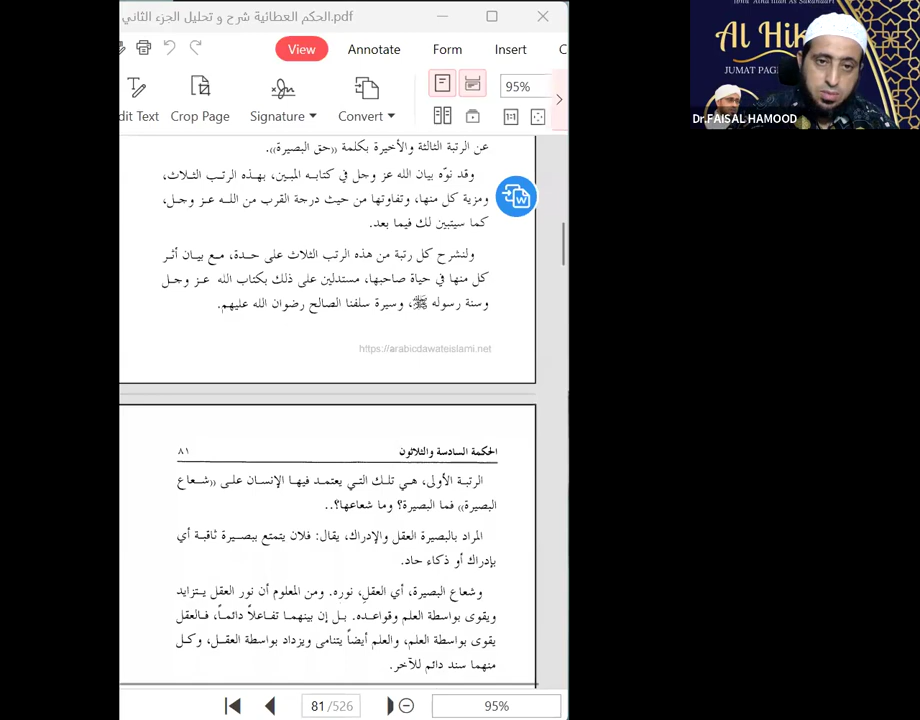 الحكم العطائية شرح و تحليل الجزء الثاني.pdf
View Annotate Form Insert C
dit Text Crop Page Signature Convert 95%
عن الرتبة الثالثة والأخيرة بكلمة «حق البصيرة».
وقد نوّه بيان الله عز وجل في كتابه المبين، بهذه الرتب الثلاث،
ومزية كل منها، وتفاوتها من حيث درجة القرب من الله عز وجل،
كما سيتبين لك فيما بعد.
ولنشرح كل رتبة من هذه الرتب الثلاث على حدة، مع بيان أثر
كل منها في حياة صاحبها، مستدلين على ذلك بكتاب الله عز وجل
وسنة رسوله ﷺ، وسيرة سلفنا الصالح رضوان الله عليهم.
https://arabicdawateislami.net
الحكمة السادسة والثلاثون ٨١
الرتبة الأولى، هي تلك التي يعتمد فيها الإنسان على «شعاع
البصيرة» فما البصيرة؟ وما شعاعها؟..
المراد بالبصيرة العقل والإدراك، يقال: فلان يتمتع ببصيرة ثاقبة أي
بإدراك أو ذكاء حاد.
وشعاع البصيرة، أي العقل، نوره. ومن المعلوم أن نور العقل يتزايد
ويقوى بواسطة العلم وقواعده. بل إن بينهما تفاعلاً دائماً، فالعقل
يقوى بواسطة العلم، والعلم أيضاً يتنامى ويزداد بواسطة العقل، وكل
منهما سند دائم للآخر.
81 /526 95%
Al Hik
JUMAT PAG
Dr.FAISAL HAMOOD